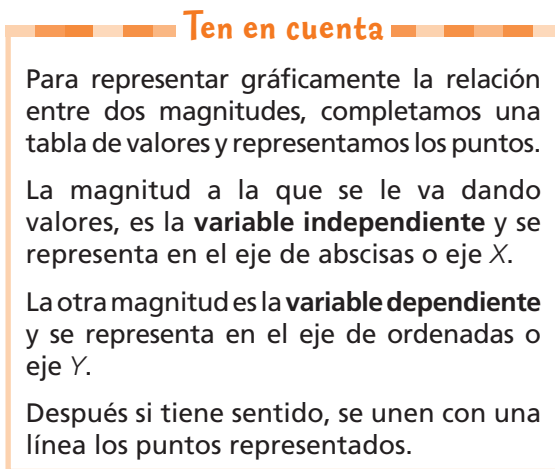 Ten en cuenta
Para representar gráficamente la relación
entre dos magnitudes, completamos una
tabla de valores y representamos los puntos.
La magnitud a la que se le va dando
valores, es la variable independiente y se
representa en el eje de abscisas o eje X.
La otra magnitud es la variable dependiente
y se representa en el eje de ordenadas o
eje Y.
Después si tiene sentido, se unen con una
línea los puntos representados.